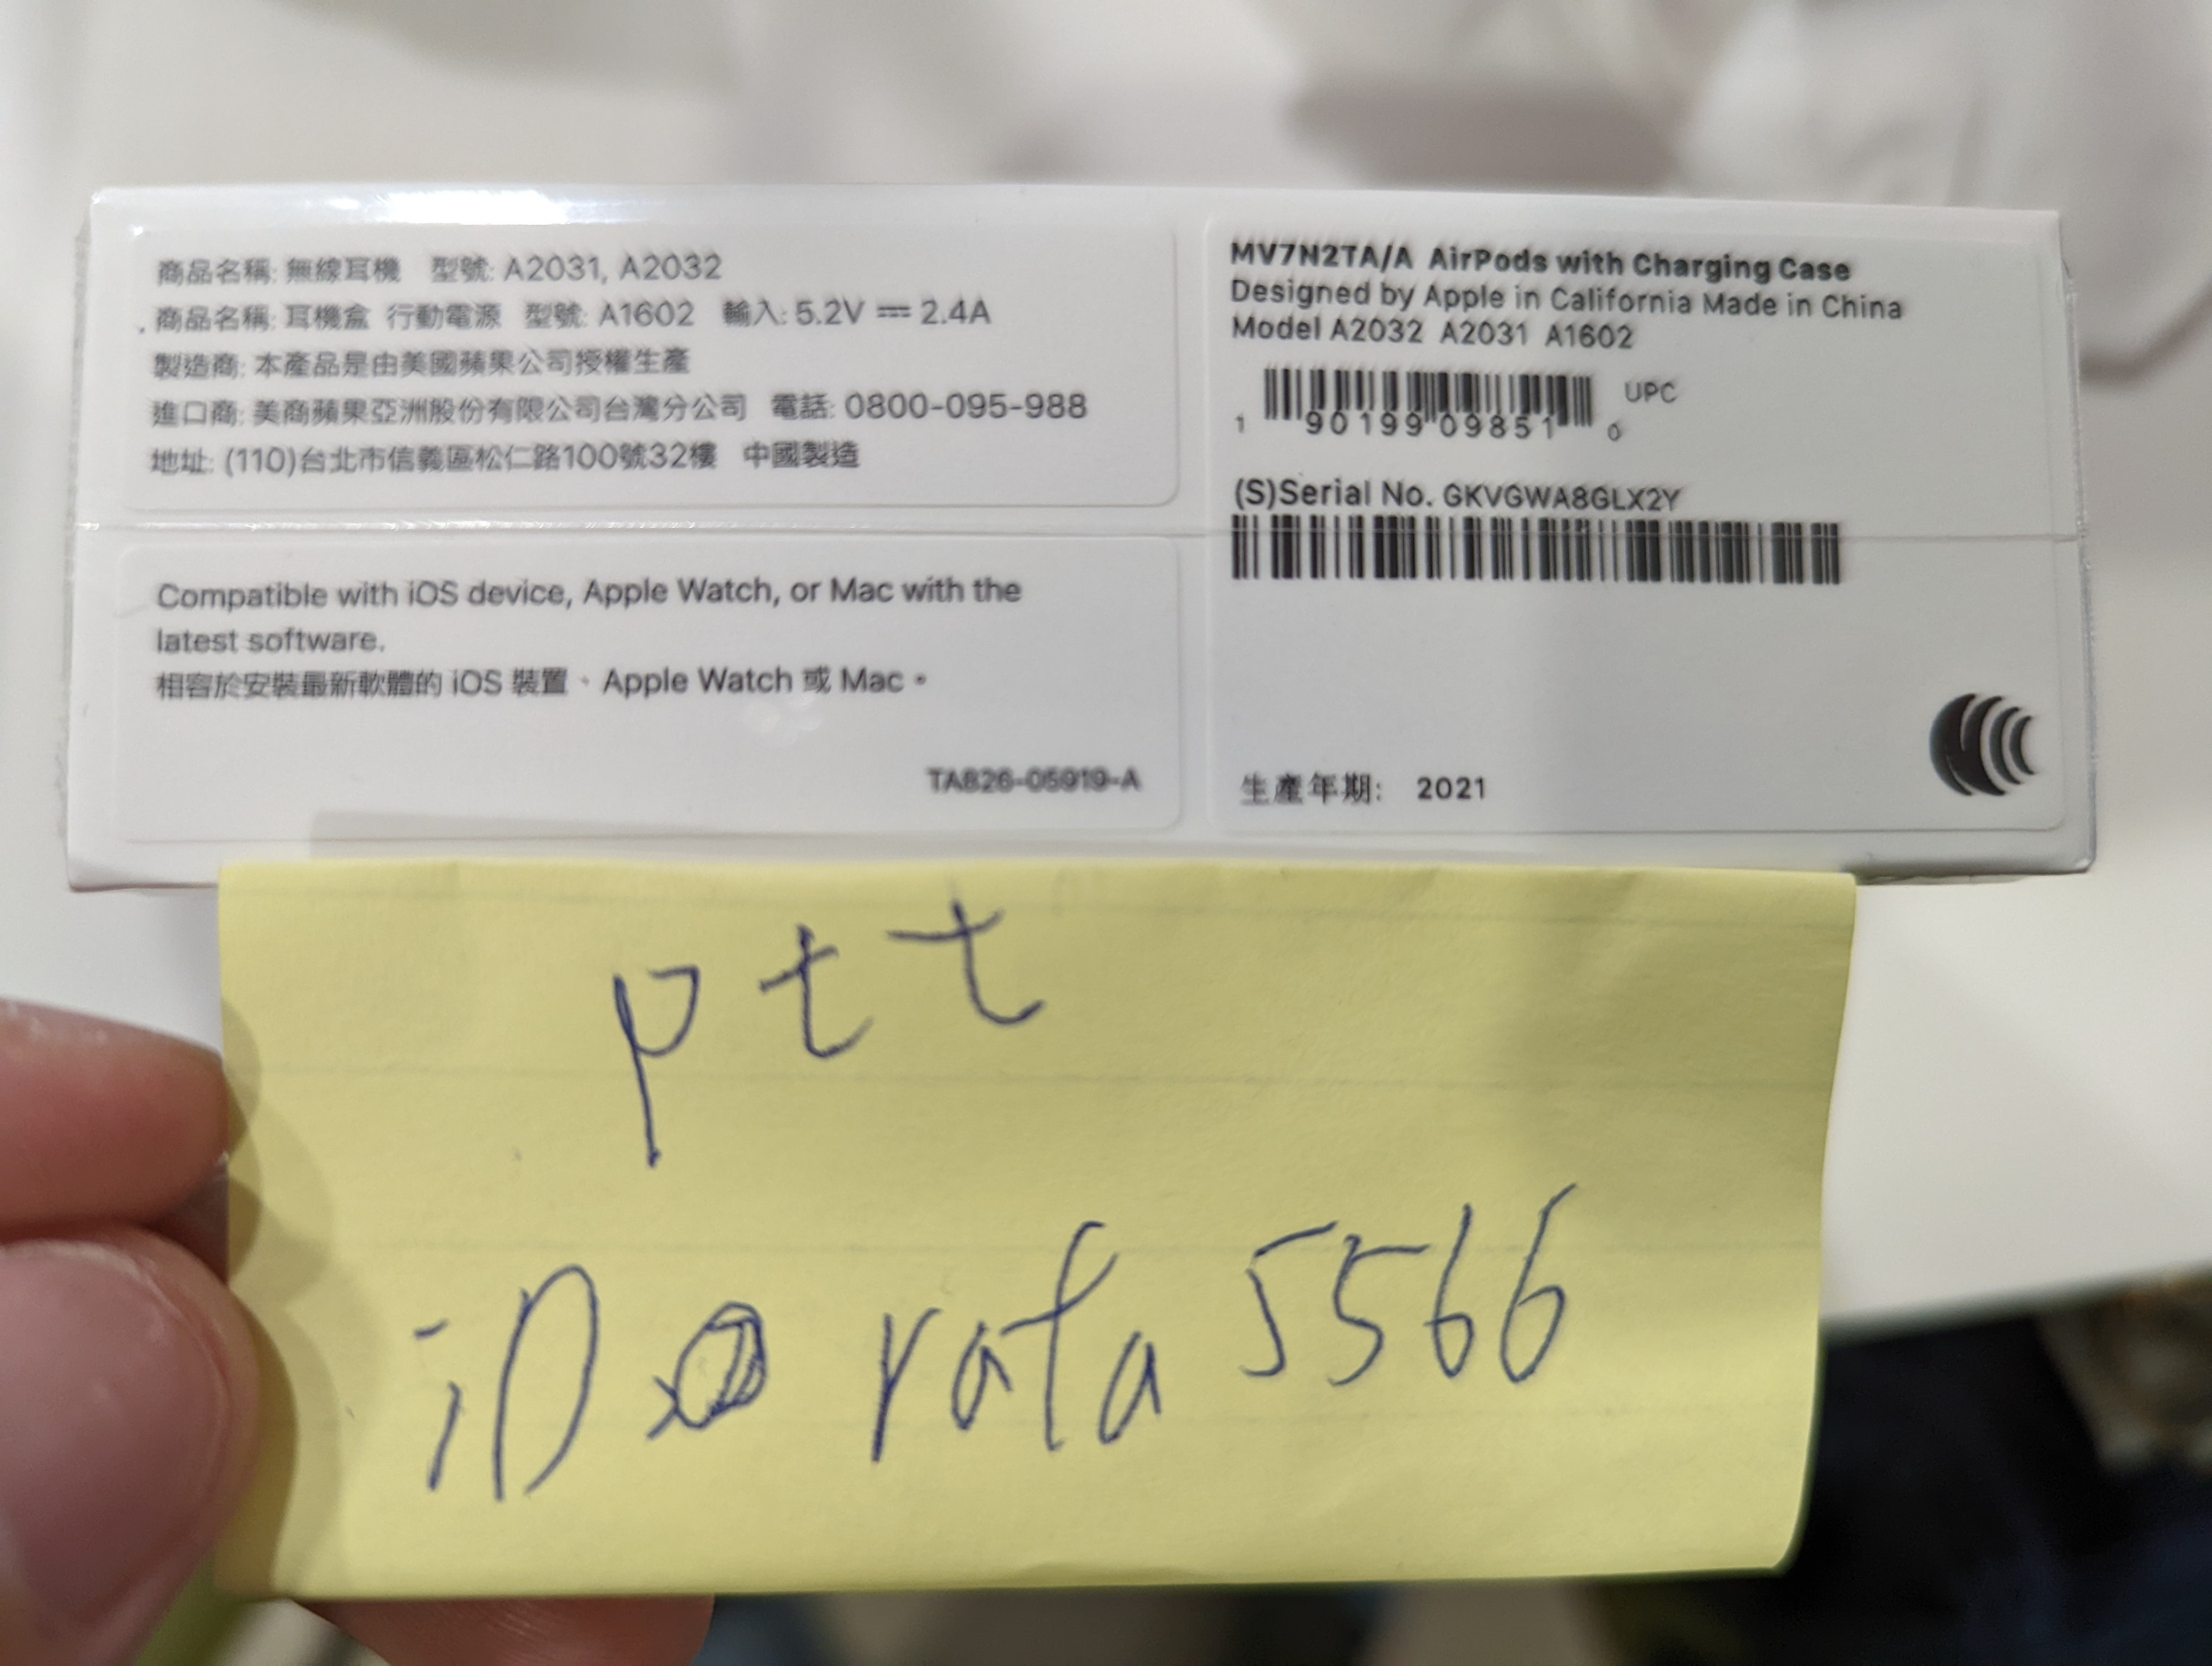 商品名稱: 無線耳機 型號: A2031, A2032
商品名稱: 耳機盒 行動電源 型號: A1602 輸入: 5.2V ⎓ 2.4A
製造商: 本產品是由美國蘋果公司授權生產
進口商: 美商蘋果亞洲股份有限公司台灣分公司 電話: 0800-095-988
地址: (110)台北市信義區松仁路100號32樓 中國製造
Compatible with iOS device, Apple Watch, or Mac with the
latest software.
相容於安裝最新軟體的 iOS 裝置、Apple Watch 或 Mac。
TA826-05919-A
MV7N2TA/A AirPods with Charging Case
Designed by Apple in California Made in China
Model A2032 A2031 A1602
UPC
1 90199 09851 0
(S)Serial No. GKVGWA8GLX2Y
生產年期: 2021
ptt
iD rata5566